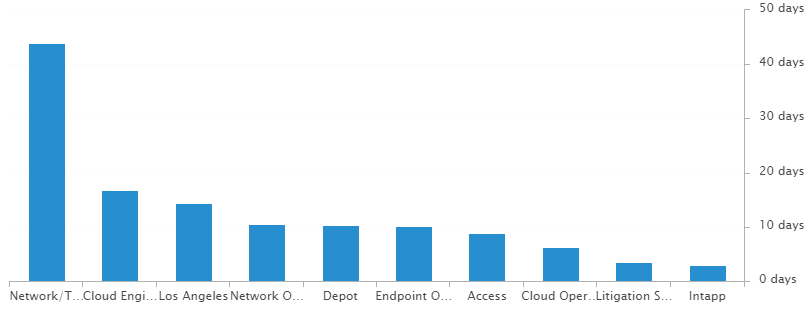 50 days
40 days
30 days
20 days
10 days
0 days
Network/T... Cloud Engi... Los Angeles Network O... Depot Endpoint O... Access Cloud Oper... Litigation S... Intapp